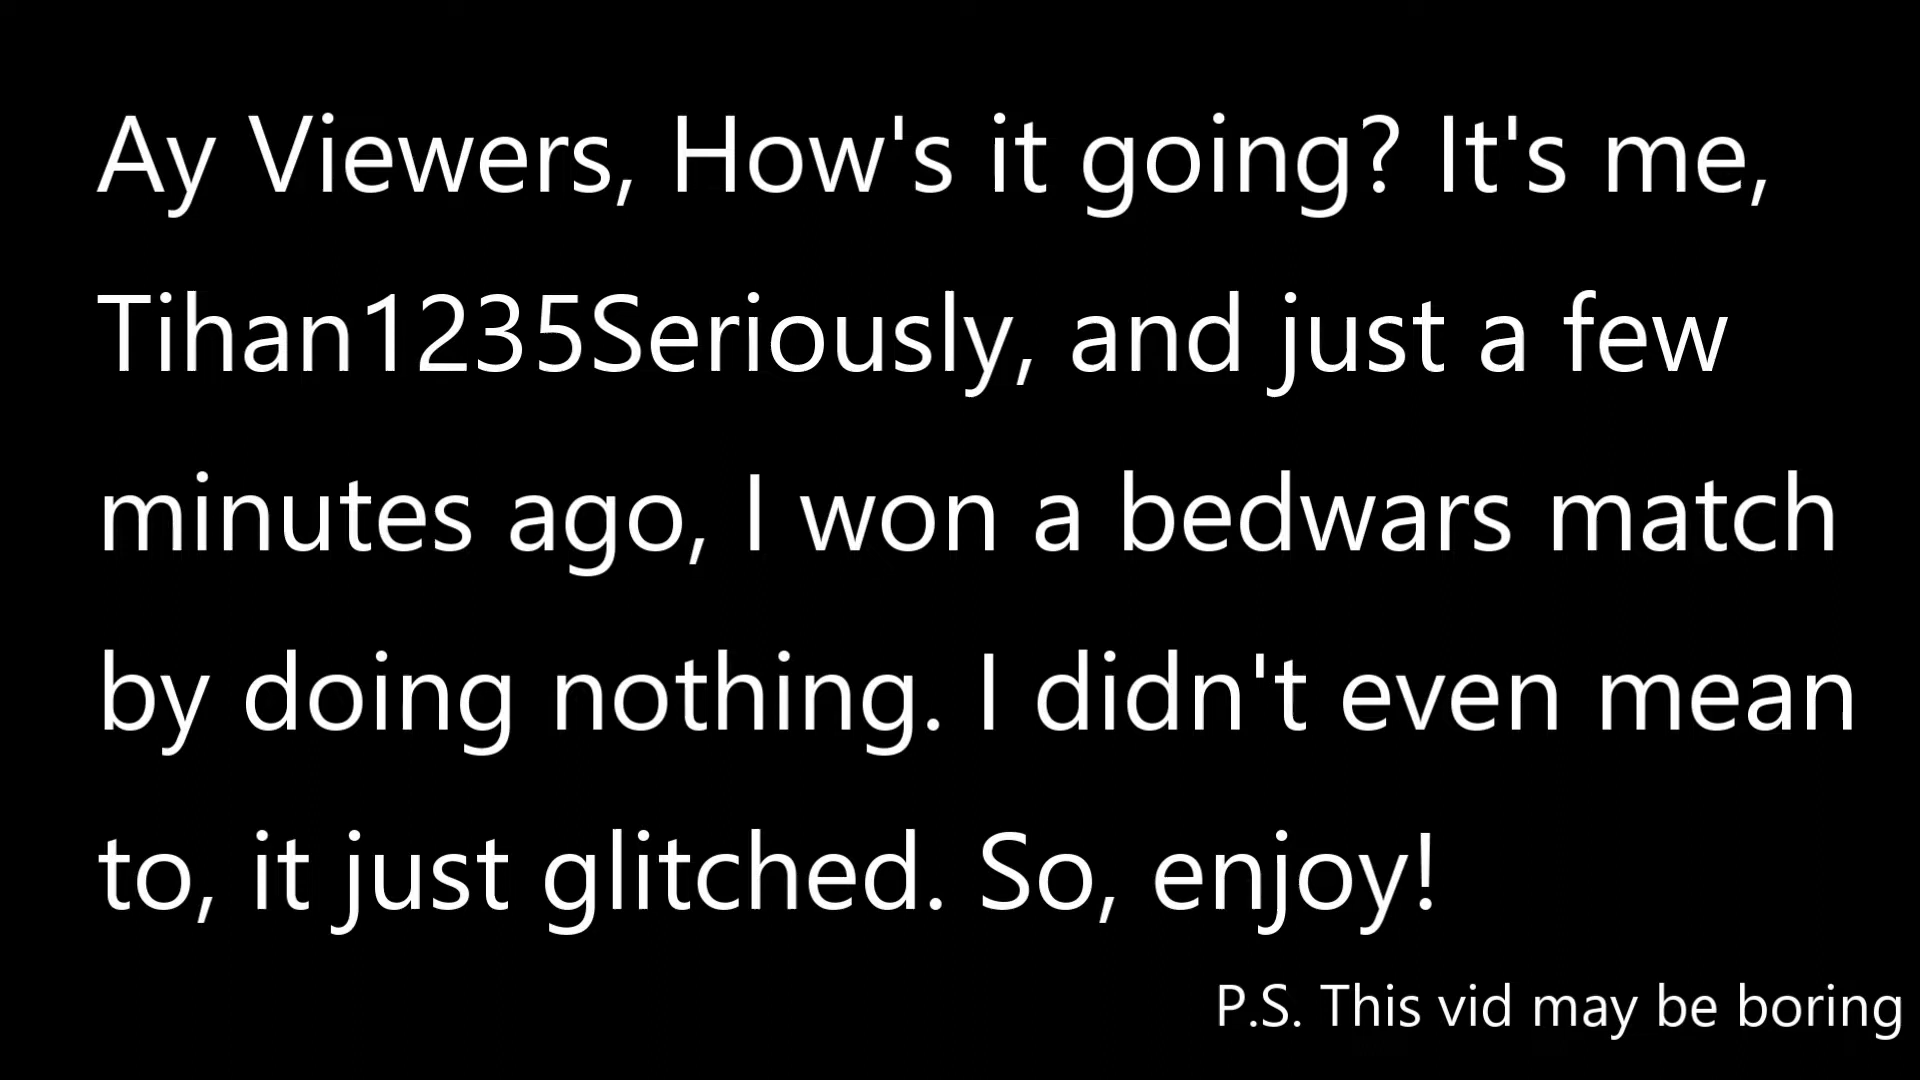 Ay Viewers, How's it going? It's me,
Tihan1235Seriously, and just a few
minutes ago, I won a bedwars match
by doing nothing. I didn't even mean
to, it just glitched. So, enjoy!
P.S. This vid may be boring